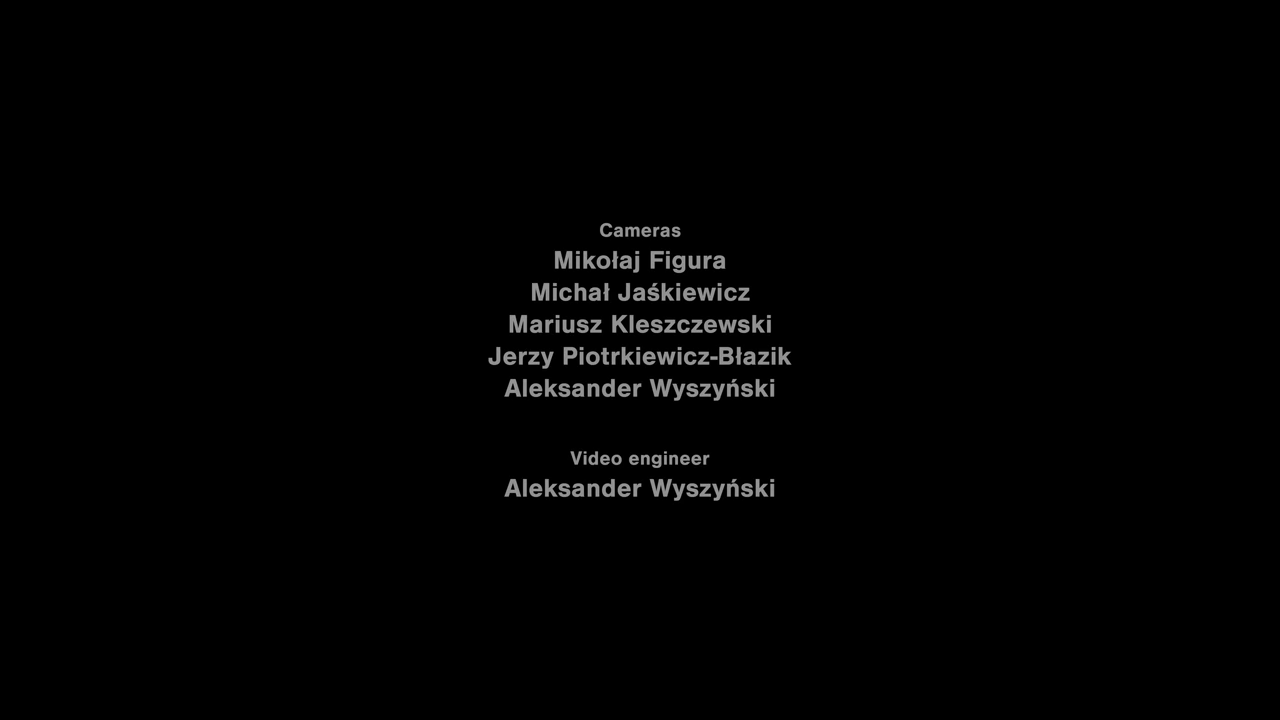 Cameras
Mikołaj Figura
Michał Jaśkiewicz
Mariusz Kleszczewski
Jerzy Piotrkiewicz-Błazik
Aleksander Wyszyński
Video engineer
Aleksander Wyszyński